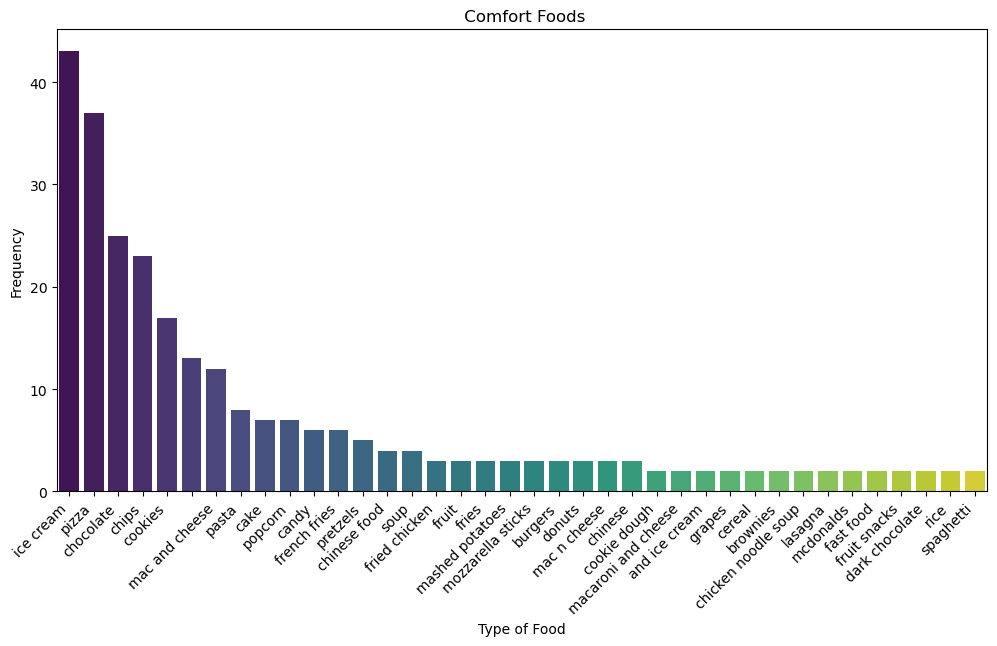 Comfort Foods
Frequency
40
30
20
10
0
ice cream
pizza
chocolate
chips
cookies
mac and cheese
pasta
cake
popcorn
candy
french fries
pretzels
chinese food
soup
fried chicken
fruit
fries
mashed potatoes
mozzarella sticks
burgers
donuts
mac n cheese
chinese
cookie dough
macaroni and cheese
and ice cream
grapes
cereal
brownies
chicken noodle soup
lasagna
mcdonalds
fast food
fruit snacks
dark chocolate
rice
spaghetti
Type of Food